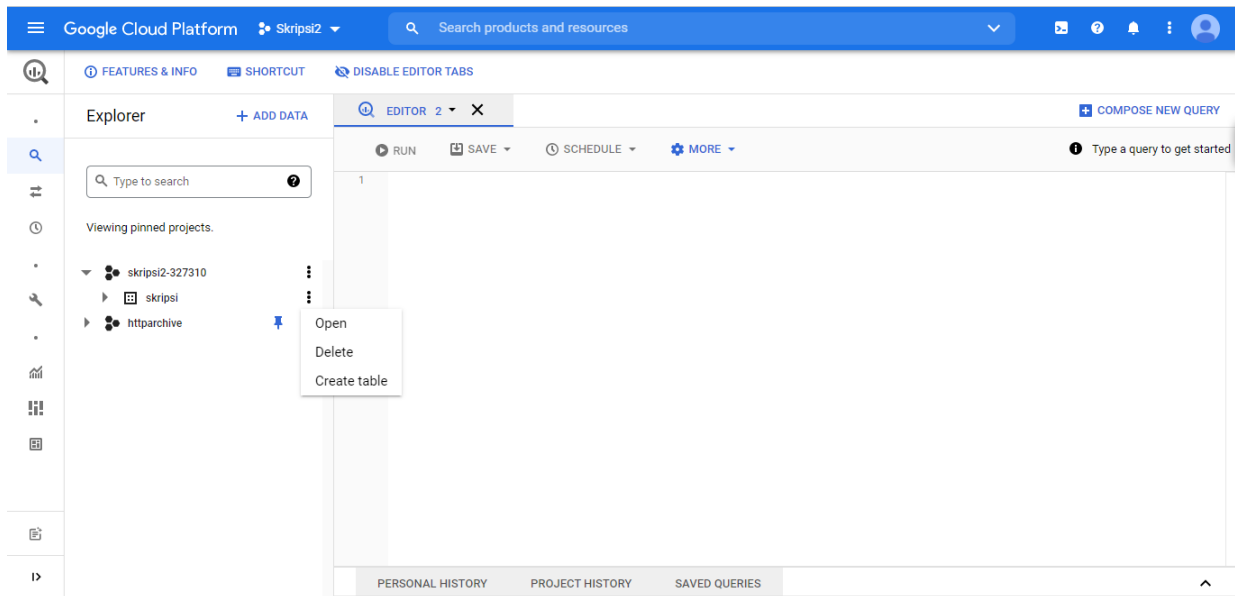 Google Cloud Platform Skripsi2 Search products and resources
FEATURES & INFO SHORTCUT DISABLE EDITOR TABS
Explorer + ADD DATA EDITOR 2 COMPOSE NEW QUERY
RUN SAVE SCHEDULE MORE Type a query to get started
Type to search 1
Viewing pinned projects.
skripsi2-327310
skripsi
httparchive Open
Delete
Create table
PERSONAL HISTORY PROJECT HISTORY SAVED QUERIES